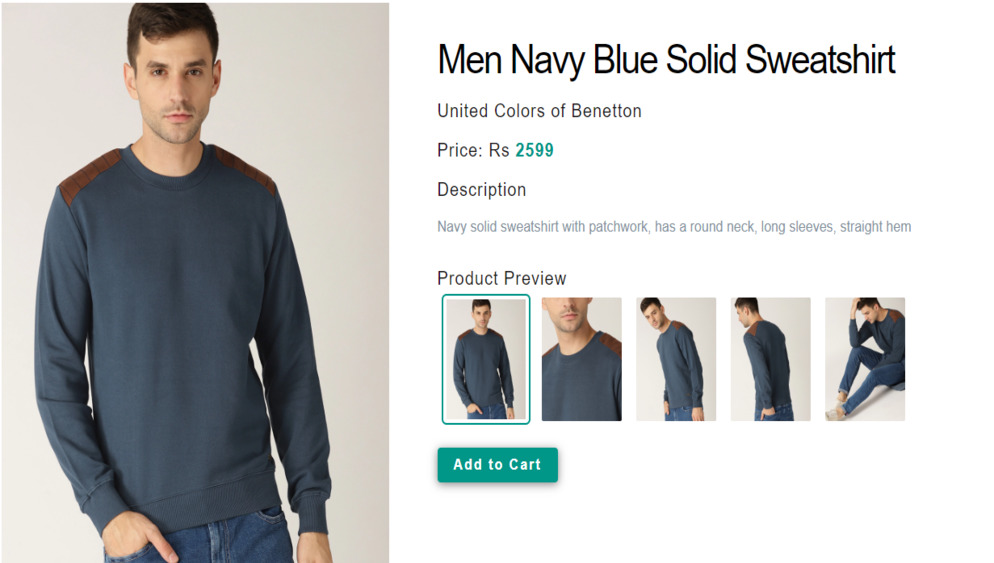 Men Navy Blue Solid Sweatshirt
United Colors of Benetton
Price: Rs 2599
Description
Navy solid sweatshirt with patchwork, has a round neck, long sleeves, straight hem
Product Preview
Add to Cart